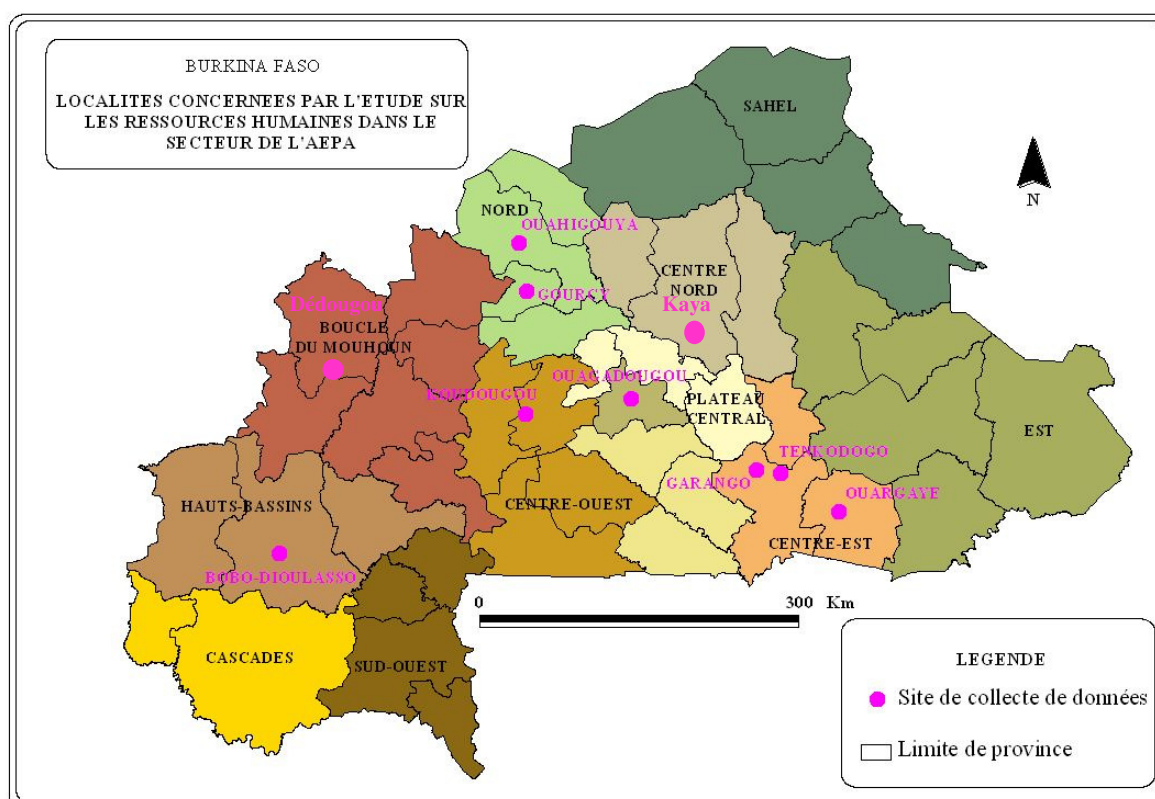 BURKINA FASO
LOCALITES CONCERNEES PAR L'ETUDE SUR
LES RESSOURCES HUMAINES DANS LE
SECTEUR DE L'AEPA
SAHEL
N
NORD
OUAHIGOUYA
GOURCY
CENTRE
NORD
Kaya
Dédougou
BOUCLE
DU MOUHOUN
KOUDOUGOU
OUAGADOUGOU
PLATEAU
CENTRAL
EST
TENKODOGO
GARANGO
OUARGAYE
HAUTS-BASSINS
CENTRE-OUEST
CENTRE-EST
BOBO-DIOULASSO
0 300 Km
CASCADES
SUD-OUEST
LEGENDE
Site de collecte de données
Limite de province